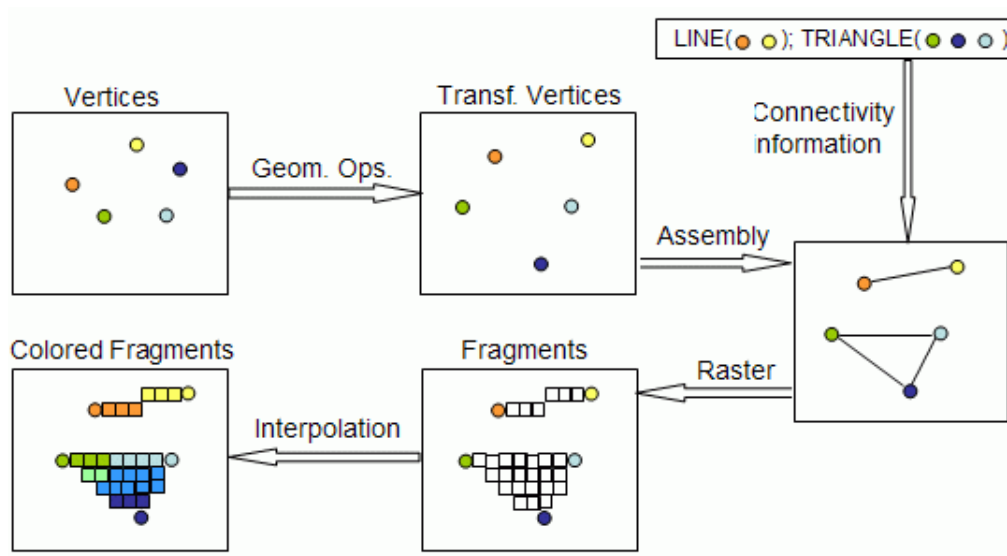 LINE( ); TRIANGLE( )
Vertices
Transf. Vertices
Connectivity
information
Geom. Ops.
Assembly
Colored Fragments
Fragments
Raster
Interpolation